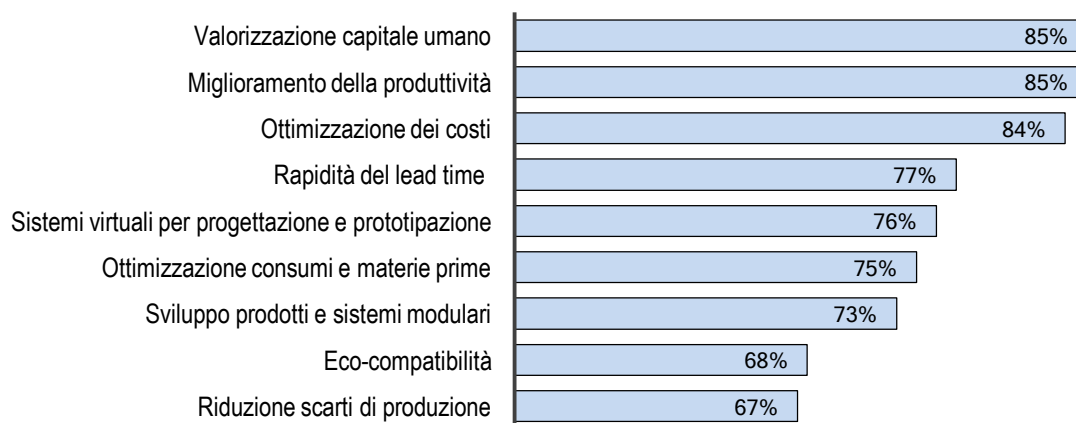 Valorizzazione capitale umano 85%
Miglioramento della produttività 85%
Ottimizzazione dei costi 84%
Rapidità del lead time 77%
Sistemi virtuali per progettazione e prototipazione 76%
Ottimizzazione consumi e materie prime 75%
Sviluppo prodotti e sistemi modulari 73%
Eco-compatibilità 68%
Riduzione scarti di produzione 67%